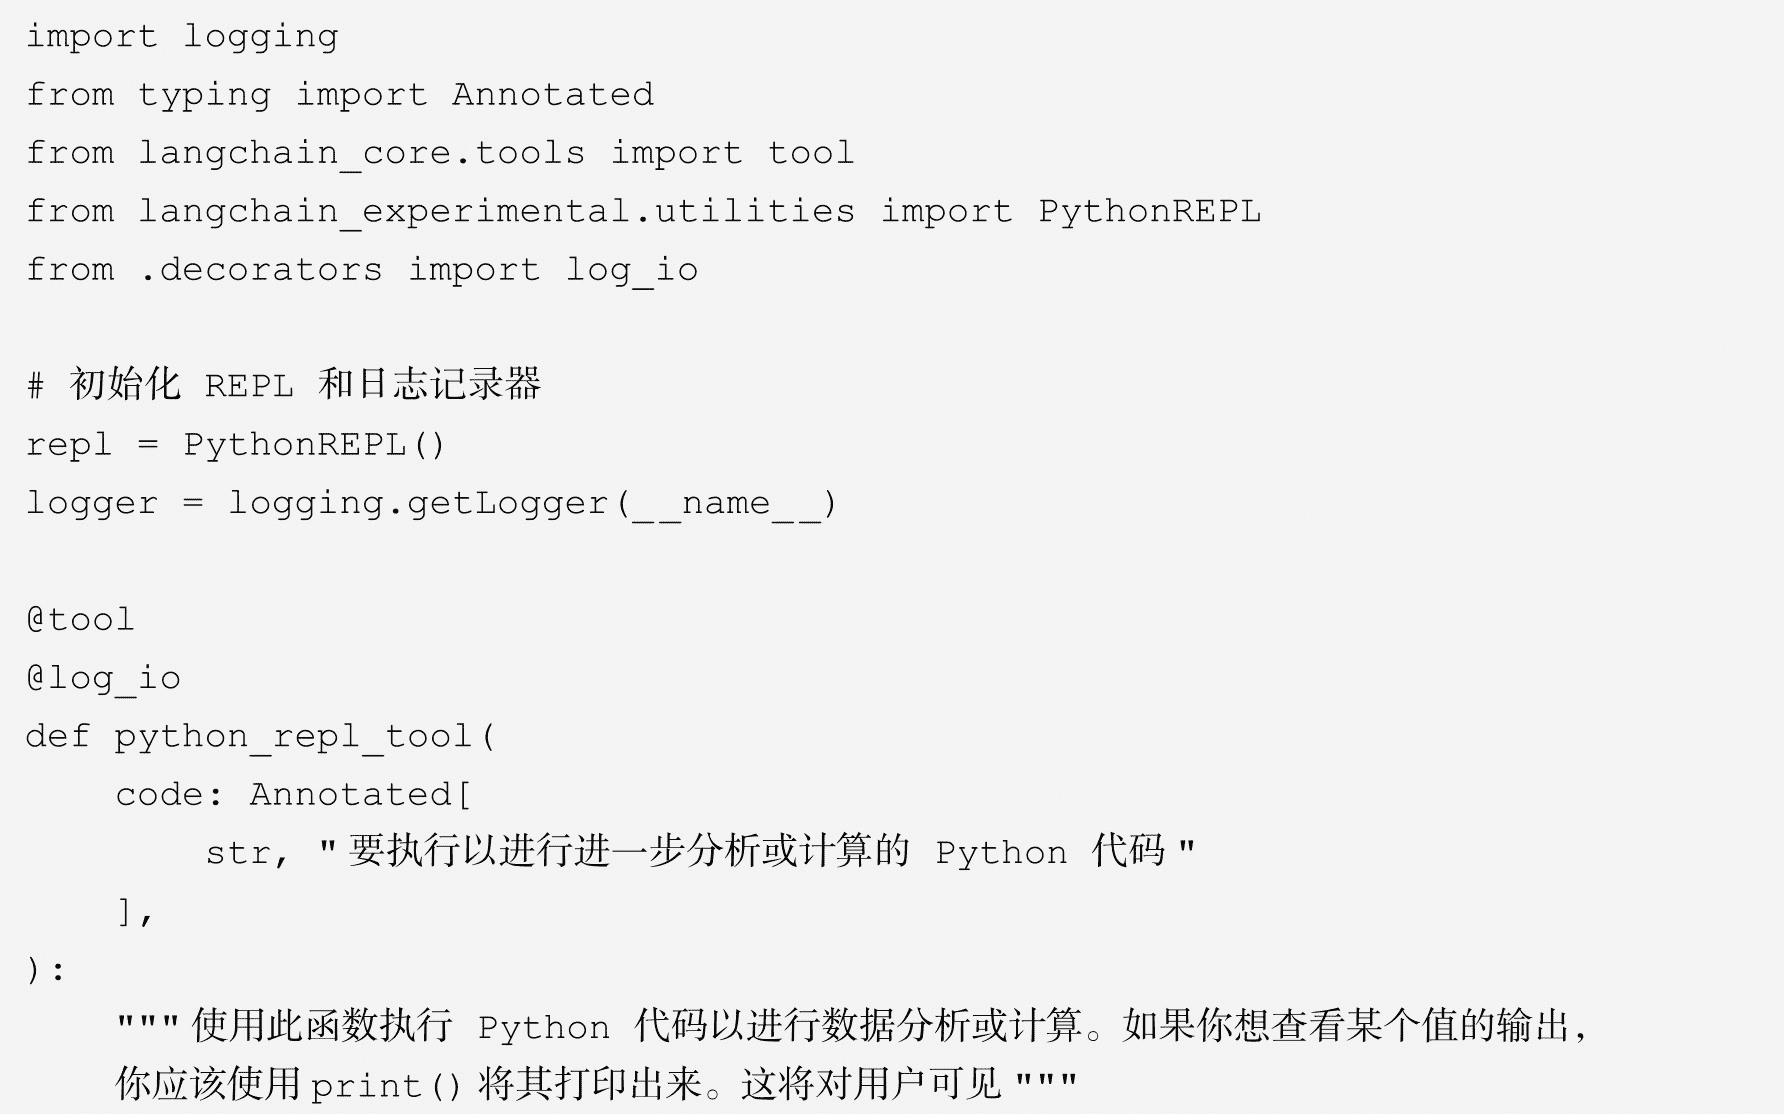 import logging
from typing import Annotated
from langchain_core.tools import tool
from langchain_experimental.utilities import PythonREPL
from .decorators import log_io
# 初始化 REPL 和日志记录器
repl = PythonREPL()
logger = logging.getLogger(__name__)
@tool
@log_io
def python_repl_tool(
    code: Annotated[
        str, "要执行以进行进一步分析或计算的 Python 代码"
    ],
):
    """使用此函数执行 Python 代码以进行数据分析或计算。如果你想查看某个值的输出，
    你应该使用print()将其打印出来。这将对用户可见"""